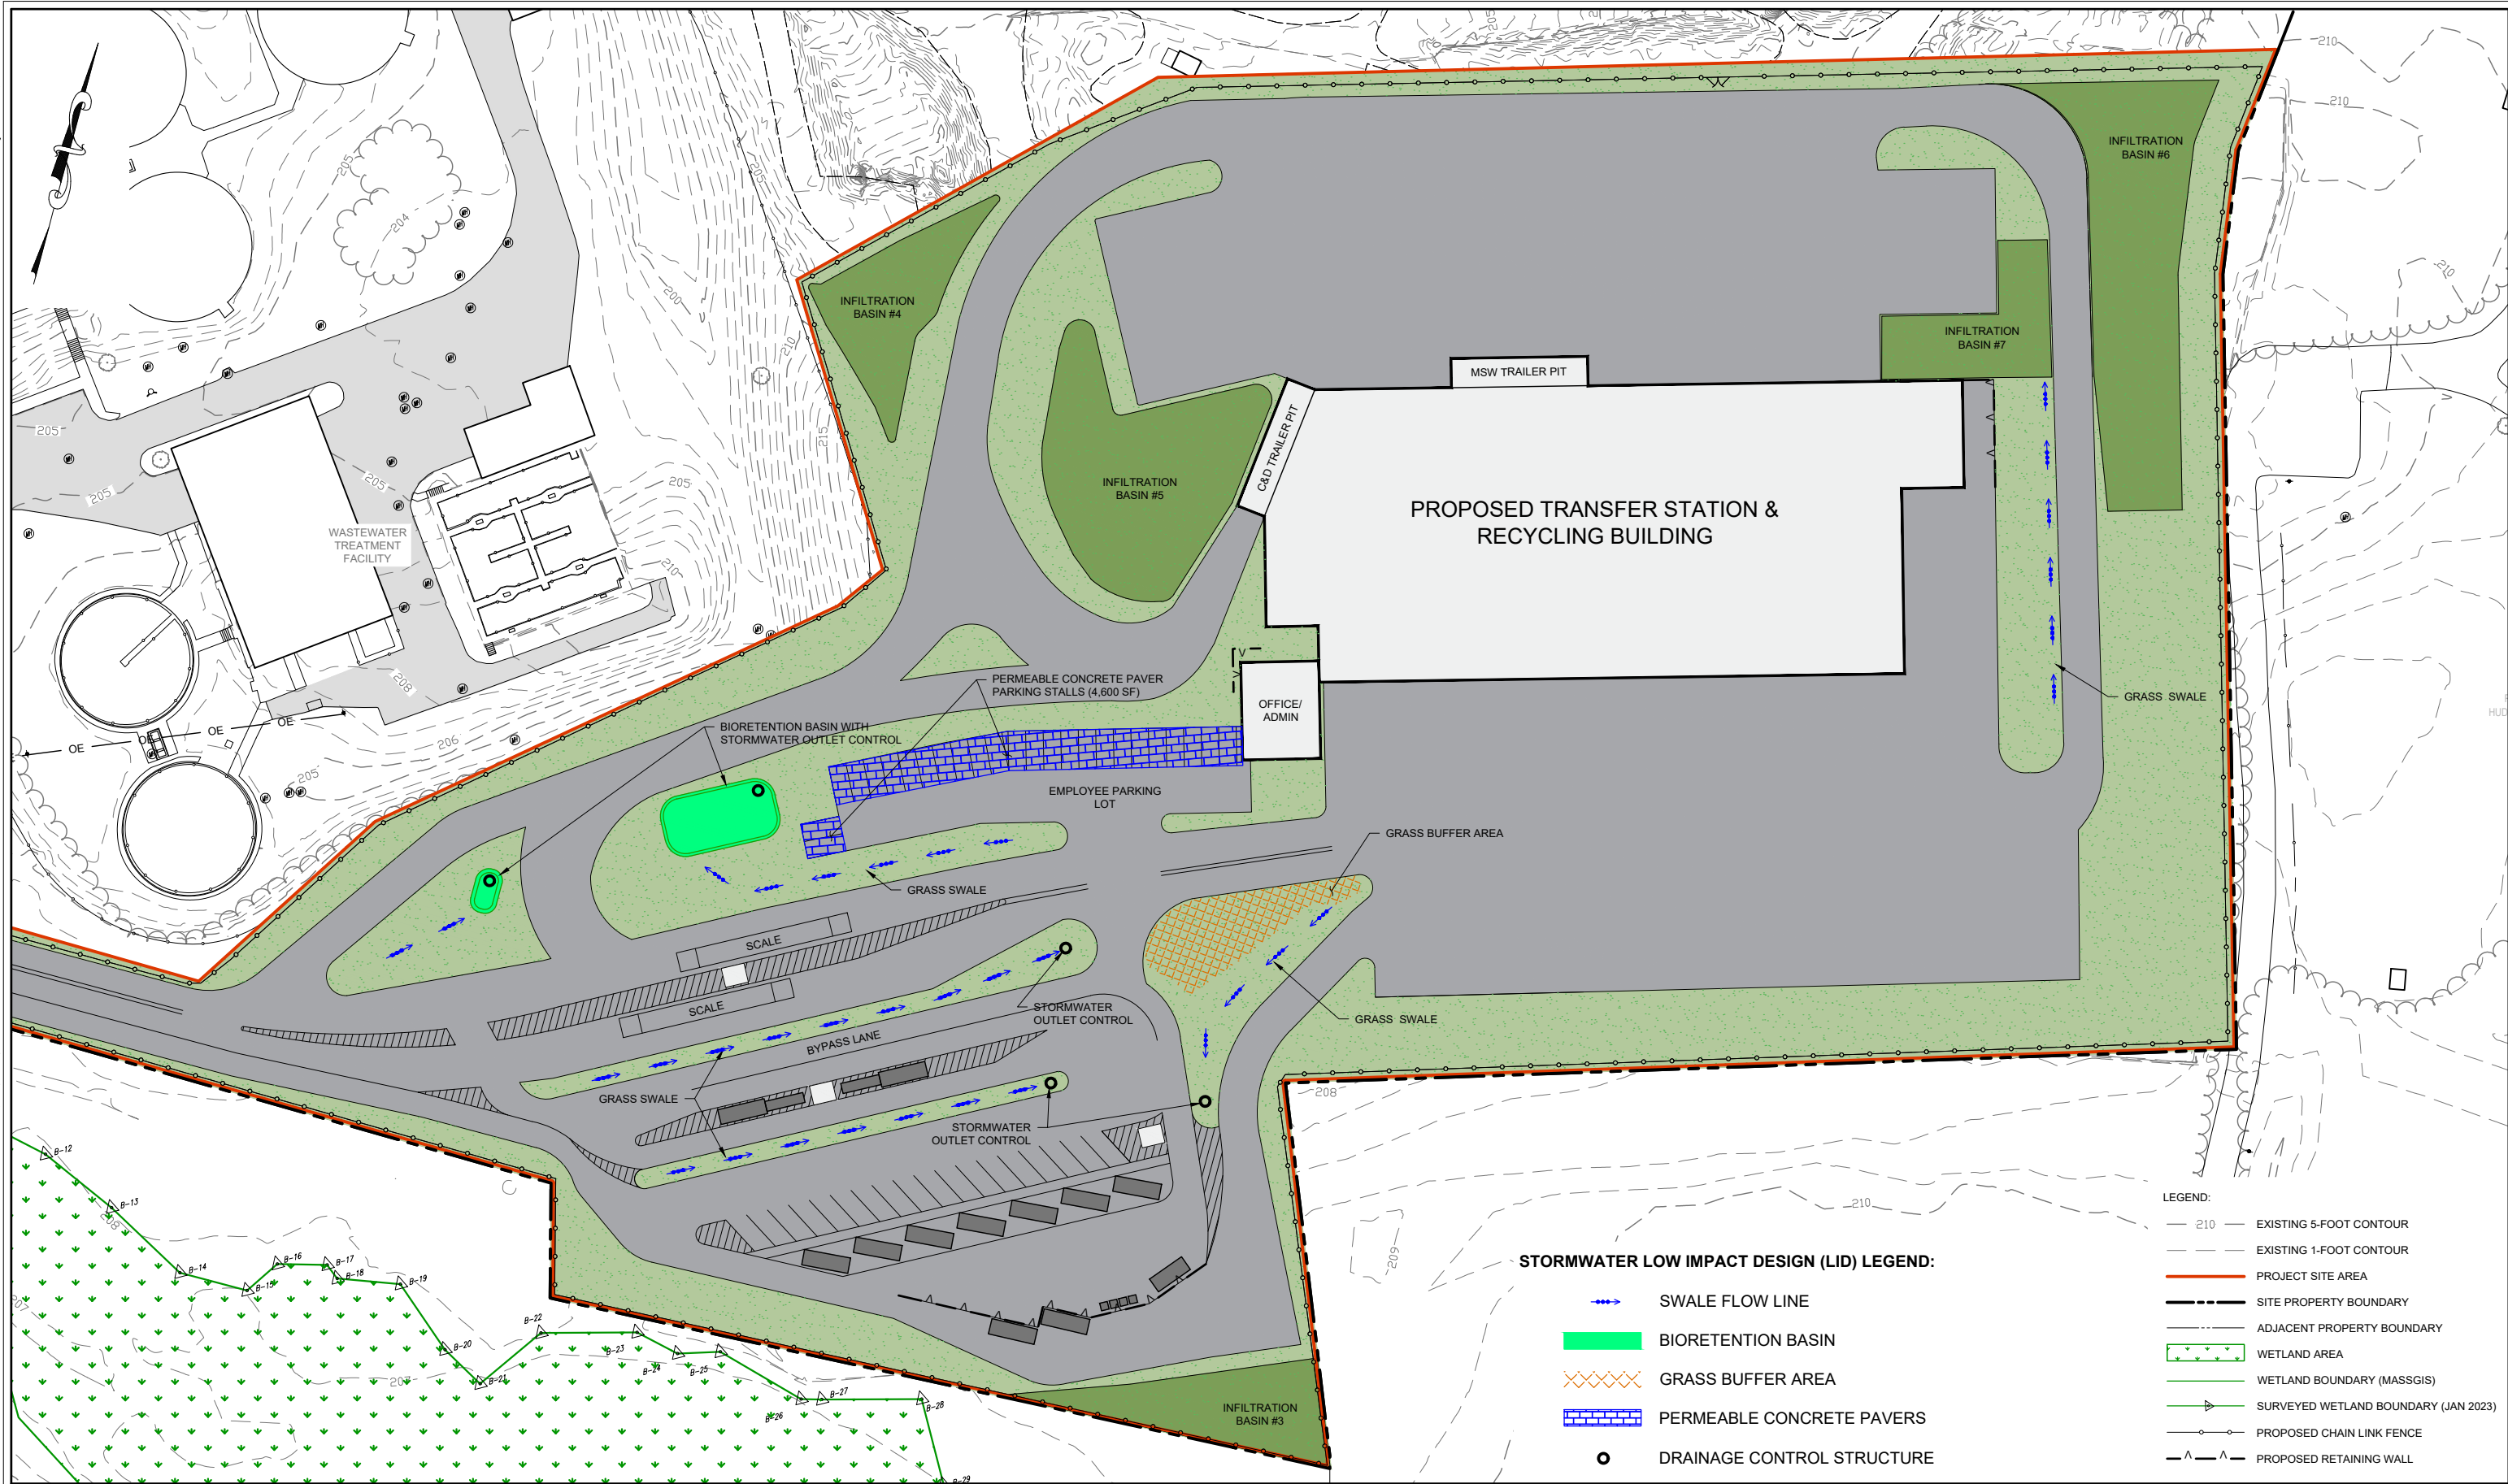 210
205
210
210
205
204
205
200
210
215
205
205
205
205
210
208
206
205
WASTEWATER
TREATMENT
FACILITY
OE
OE
OE
INFILTRATION
BASIN #4
INFILTRATION
BASIN #5
INFILTRATION
BASIN #6
INFILTRATION
BASIN #7
MSW TRAILER PIT
C&D TRAILER PIT
PROPOSED TRANSFER STATION &
RECYCLING BUILDING
PERMEABLE CONCRETE PAVER
PARKING STALLS (4,600 SF)
OFFICE/
ADMIN
GRASS SWALE
BIORETENTION BASIN WITH
STORMWATER OUTLET CONTROL
EMPLOYEE PARKING
LOT
GRASS BUFFER AREA
GRASS SWALE
SCALE
SCALE
STORMWATER
OUTLET CONTROL
GRASS SWALE
BYPASS LANE
GRASS SWALE
STORMWATER
OUTLET CONTROL
INFILTRATION
BASIN #3
HUD
208
210
209
208
207
207
B-12
B-13
B-14
B-15
B-16
B-17
B-18
B-19
B-20
B-21
B-22
B-23
B-24
B-25
B-26
B-27
B-28
B-29
STORMWATER LOW IMPACT DESIGN (LID) LEGEND:
SWALE FLOW LINE
BIORETENTION BASIN
GRASS BUFFER AREA
PERMEABLE CONCRETE PAVERS
DRAINAGE CONTROL STRUCTURE
LEGEND:
210 EXISTING 5-FOOT CONTOUR
EXISTING 1-FOOT CONTOUR
PROJECT SITE AREA
SITE PROPERTY BOUNDARY
ADJACENT PROPERTY BOUNDARY
WETLAND AREA
WETLAND BOUNDARY (MASSGIS)
SURVEYED WETLAND BOUNDARY (JAN 2023)
PROPOSED CHAIN LINK FENCE
PROPOSED RETAINING WALL